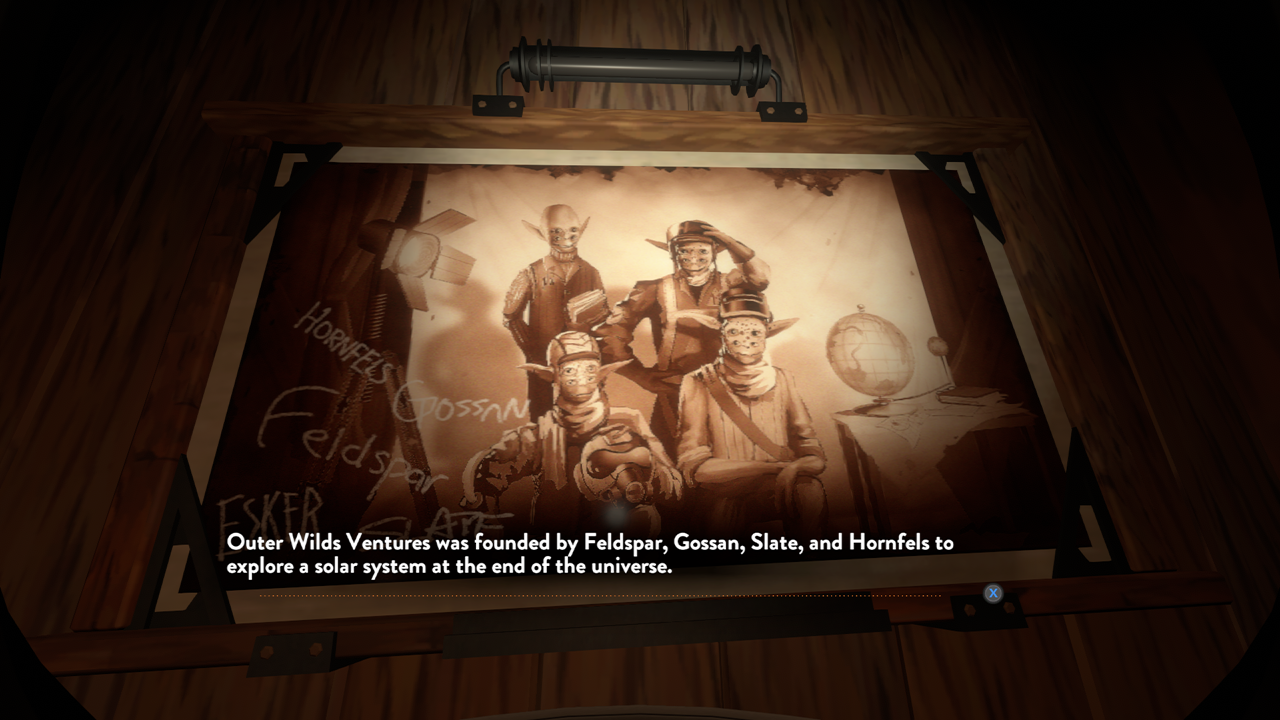 HORNFELS
GOSSAN
Feldspar
ESKER
SLATE
Outer Wilds Ventures was founded by Feldspar, Gossan, Slate, and Hornfels to
explore a solar system at the end of the universe.
X